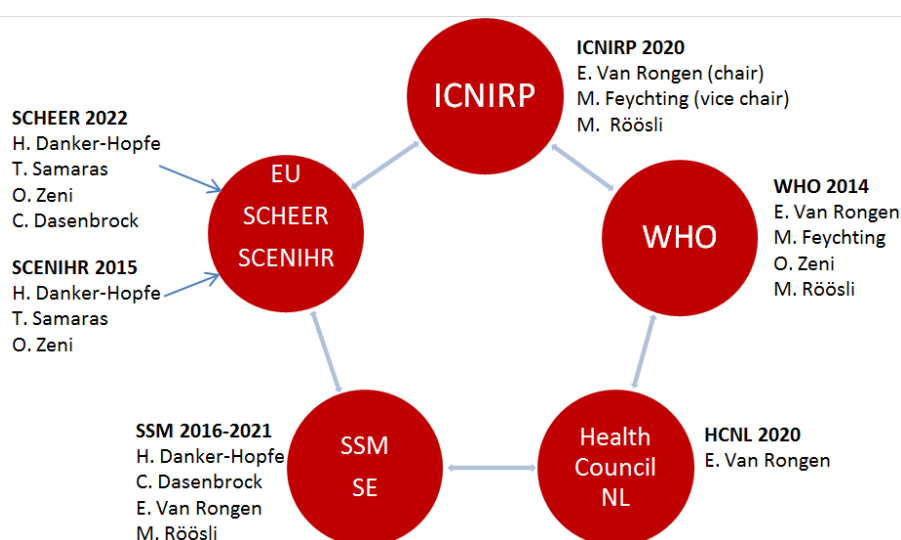 ICNIRP
ICNIRP 2020
E. Van Rongen (chair)
M. Feychting (vice chair)
M. Röösli
SCHEER 2022
H. Danker-Hopfe
T. Samaras
O. Zeni
C. Dasenbrock
EU
SCHEER
SCENIHR
WHO
WHO 2014
E. Van Rongen
M. Feychting
O. Zeni
M. Röösli
SCENIHR 2015
H. Danker-Hopfe
T. Samaras
O. Zeni
SSM 2016-2021
H. Danker-Hopfe
C. Dasenbrock
E. Van Rongen
M. Röösli
SSM
SE
Health
Council
NL
HCNL 2020
E. Van Rongen